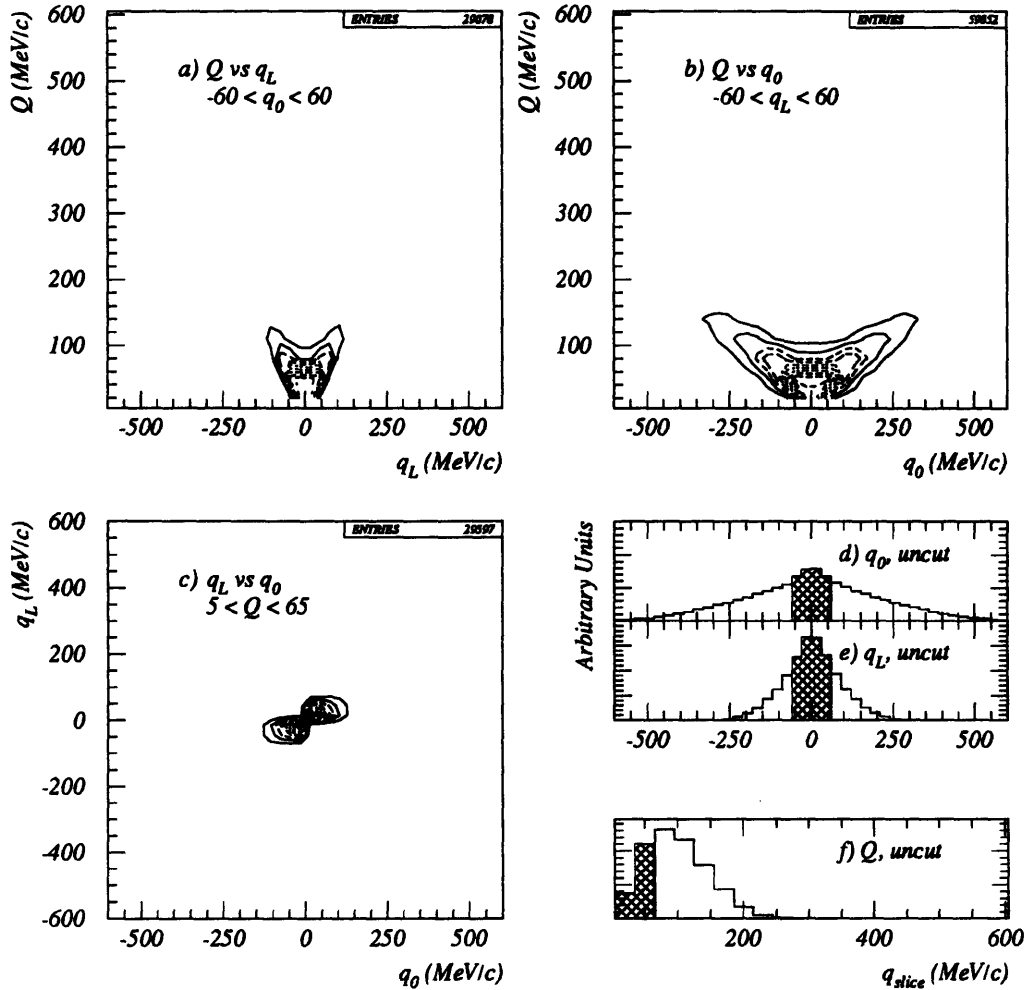 Q (MeV/c)
600
500
400
300
200
100
ENTRIES
a) Q vs q_L
-60 < q_0 < 60
-500 -250 0 250 500
q_L (MeV/c)
Q (MeV/c)
600
500
400
300
200
100
ENTRIES
b) Q vs q_0
-60 < q_L < 60
-500 -250 0 250 500
q_0 (MeV/c)
q_L (MeV/c)
600
400
200
0
-200
-400
-600
ENTRIES
c) q_L vs q_0
5 < Q < 65
-500 -250 0 250 500
q_0 (MeV/c)
Arbitrary Units
d) q_0, uncut
e) q_L, uncut
-500 -250 0 250 500
f) Q, uncut
200 400 600
q_slice (MeV/c)